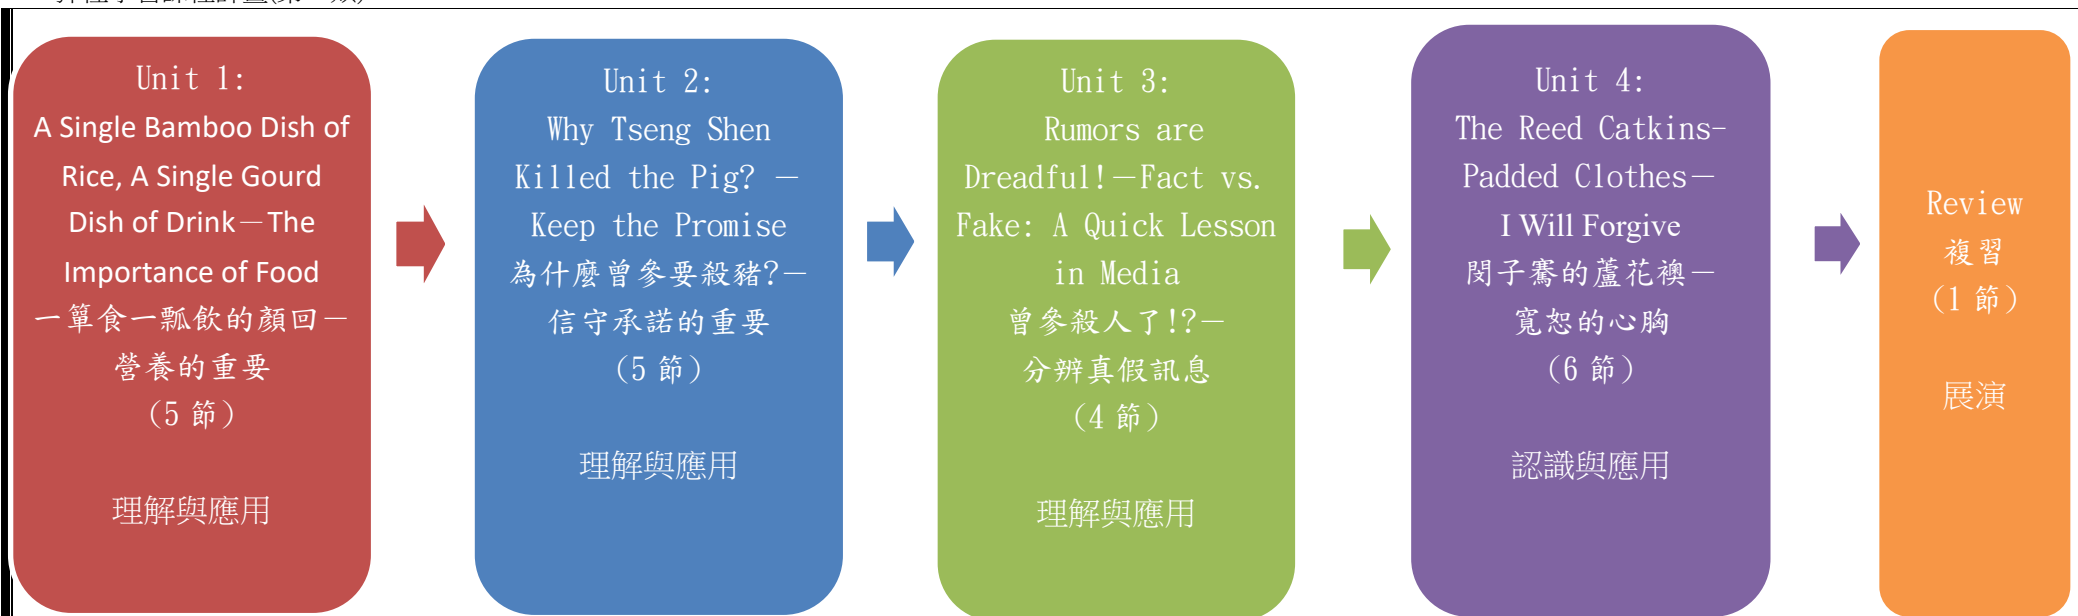 Unit 1:
A Single Bamboo Dish of
Rice, A Single Gourd
Dish of Drink－The
Importance of Food
一簞食一瓢飲的顏回－
營養的重要
(5 節)
理解與應用
Unit 2:
Why Tseng Shen
Killed the Pig? －
Keep the Promise
為什麼曾參要殺豬?－
信守承諾的重要
(5 節)
理解與應用
Unit 3:
Rumors are
Dreadful!－Fact vs.
Fake: A Quick Lesson
in Media
曾參殺人了!?－
分辨真假訊息
(4 節)
理解與應用
Unit 4:
The Reed Catkins-
Padded Clothes－
I Will Forgive
閔子騫的蘆花襖－
寬恕的心胸
(6 節)
認識與應用
Review
複習
(1 節)
展演